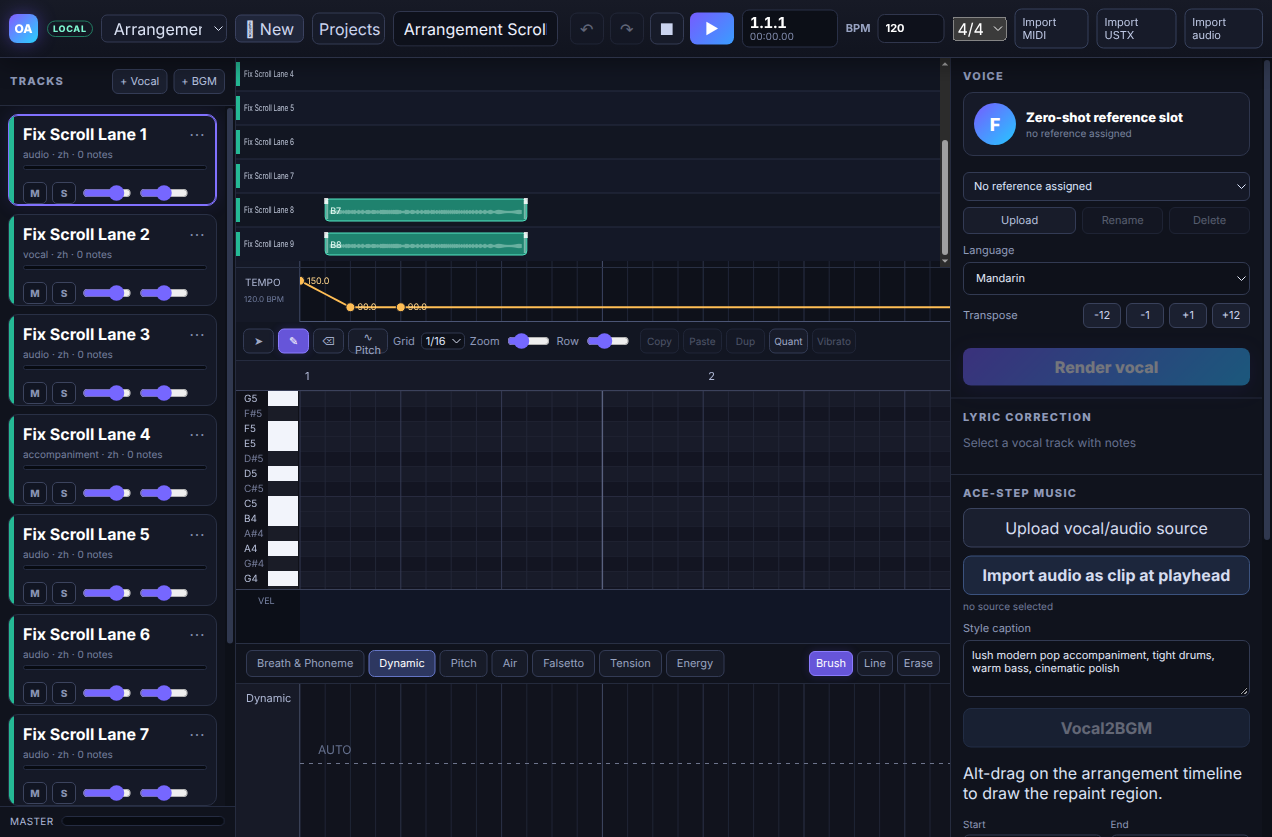 OA LOCAL Arrangemer New Projects Arrangement Scroll 1.1.1 00:00.00 BPM 120 4/4 Import MIDI Import USTX Import audio
TRACKS + Vocal + BGM
Fix Scroll Lane 1 ...
audio · zh · 0 notes
M S
Fix Scroll Lane 2 ...
vocal · zh · 0 notes
M S
Fix Scroll Lane 3 ...
audio · zh · 0 notes
M S
Fix Scroll Lane 4 ...
accompaniment · zh · 0 notes
M S
Fix Scroll Lane 5 ...
audio · zh · 0 notes
M S
Fix Scroll Lane 6 ...
audio · zh · 0 notes
M S
Fix Scroll Lane 7 ...
audio · zh · 0 notes
M S
MASTER
Fix Scroll Lane 4
Fix Scroll Lane 5
Fix Scroll Lane 6
Fix Scroll Lane 7
Fix Scroll Lane 8 B7
Fix Scroll Lane 9 B8
TEMPO 150.0
120.0 BPM 90.0 90.0
Pitch Grid 1/16 Zoom Row Copy Paste Dup Quant Vibrato
1 2
G5
F#5
F5
E5
D#5
D5
C#5
C5
B4
A#4
A4
G#4
G4
VEL
Breath & Phoneme Dynamic Pitch Air Falsetto Tension Energy Brush Line Erase
Dynamic
AUTO
VOICE
F Zero-shot reference slot
no reference assigned
No reference assigned
Upload Rename Delete
Language
Mandarin
Transpose -12 -1 +1 +12
Render vocal
LYRIC CORRECTION
Select a vocal track with notes
ACE-STEP MUSIC
Upload vocal/audio source
Import audio as clip at playhead
no source selected
Style caption
lush modern pop accompaniment, tight drums,
warm bass, cinematic polish
Vocal2BGM
Alt-drag on the arrangement timeline
to draw the repaint region.
Start End